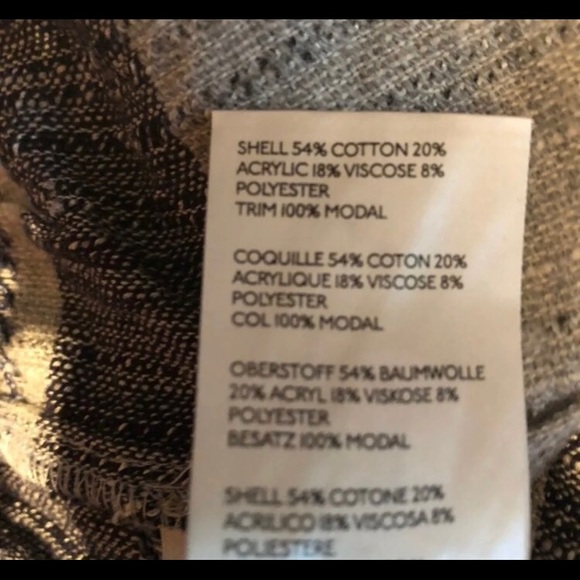 SHELL 54% COTTON 20%
ACRYLIC 18% VISCOSE 8%
POLYESTER
TRIM 100% MODAL
COQUILLE 54% COTON 20%
ACRYLIQUE 18% VISCOSE 8%
POLYESTER
COL 100% MODAL
OBERSTOFF 54% BAUMWOLLE
20% ACRYL 18% VISKOSE 8%
POLYESTER
BESATZ 100% MODAL
SHELL 54% COTONE 20%
ACRILICO 18% VISCOSA 8%
POLIESTERE